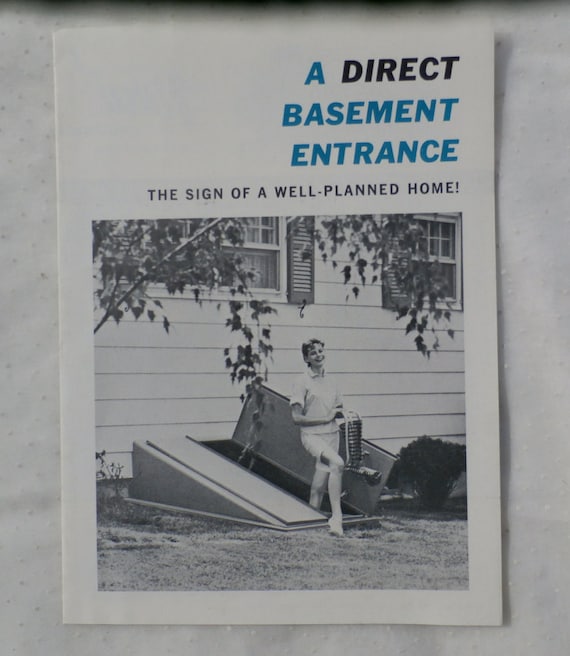 A DIRECT
BASEMENT
ENTRANCE
THE SIGN OF A WELL-PLANNED HOME!